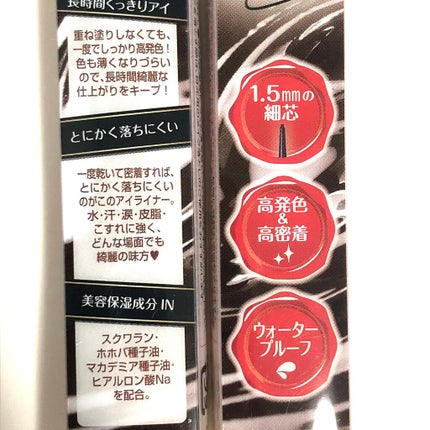 長時間くっきりアイ
重ね塗りしなくても、
一度でしっかり高発色！
色も薄くなりづらい
ので、長時間綺麗な
仕上がりをキープ！
とにかく落ちにくい
一度乾いて密着すれば、
とにかく落ちにくい
のがこのアイライナー。
水・汗・涙・皮脂・
こすれに強く、
どんな場面でも
綺麗の味方♥
美容保湿成分 IN
スクワラン・
ホホバ種子油・
マカデミア種子油・
ヒアルロン酸Na
を配合。
1.5mmの
細芯
高発色
&
高密着
ウォーター
プルーフ